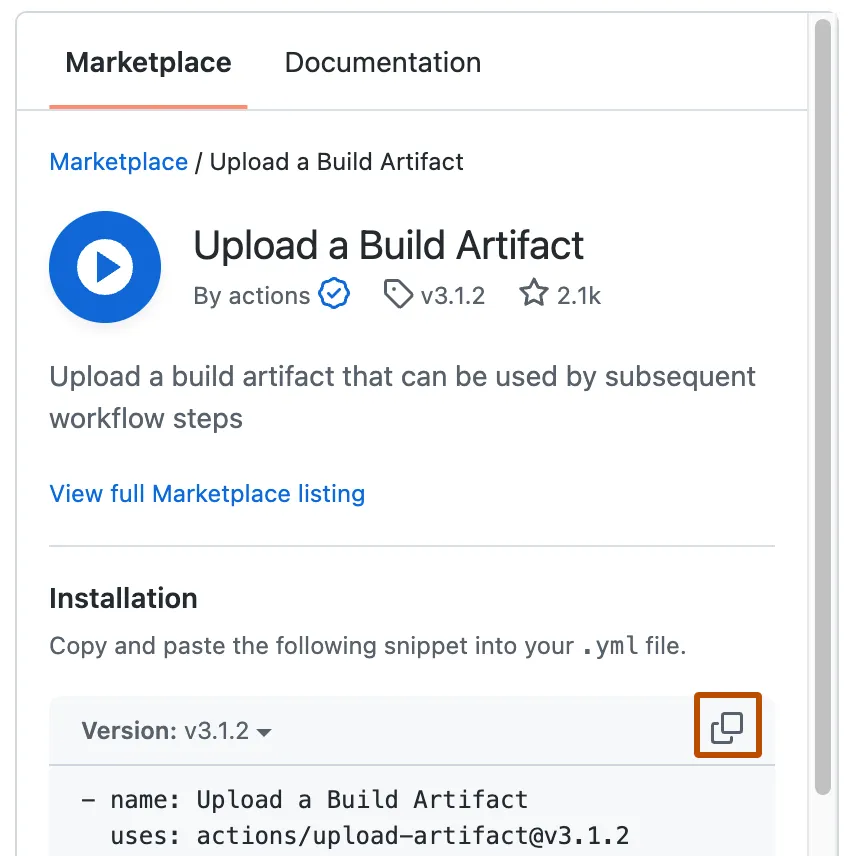 Marketplace Documentation
Marketplace / Upload a Build Artifact
Upload a Build Artifact
By actions v3.1.2 2.1k
Upload a build artifact that can be used by subsequent
workflow steps
View full Marketplace listing
Installation
Copy and paste the following snippet into your .yml file.
Version: v3.1.2
- name: Upload a Build Artifact
uses: actions/upload-artifact@v3.1.2